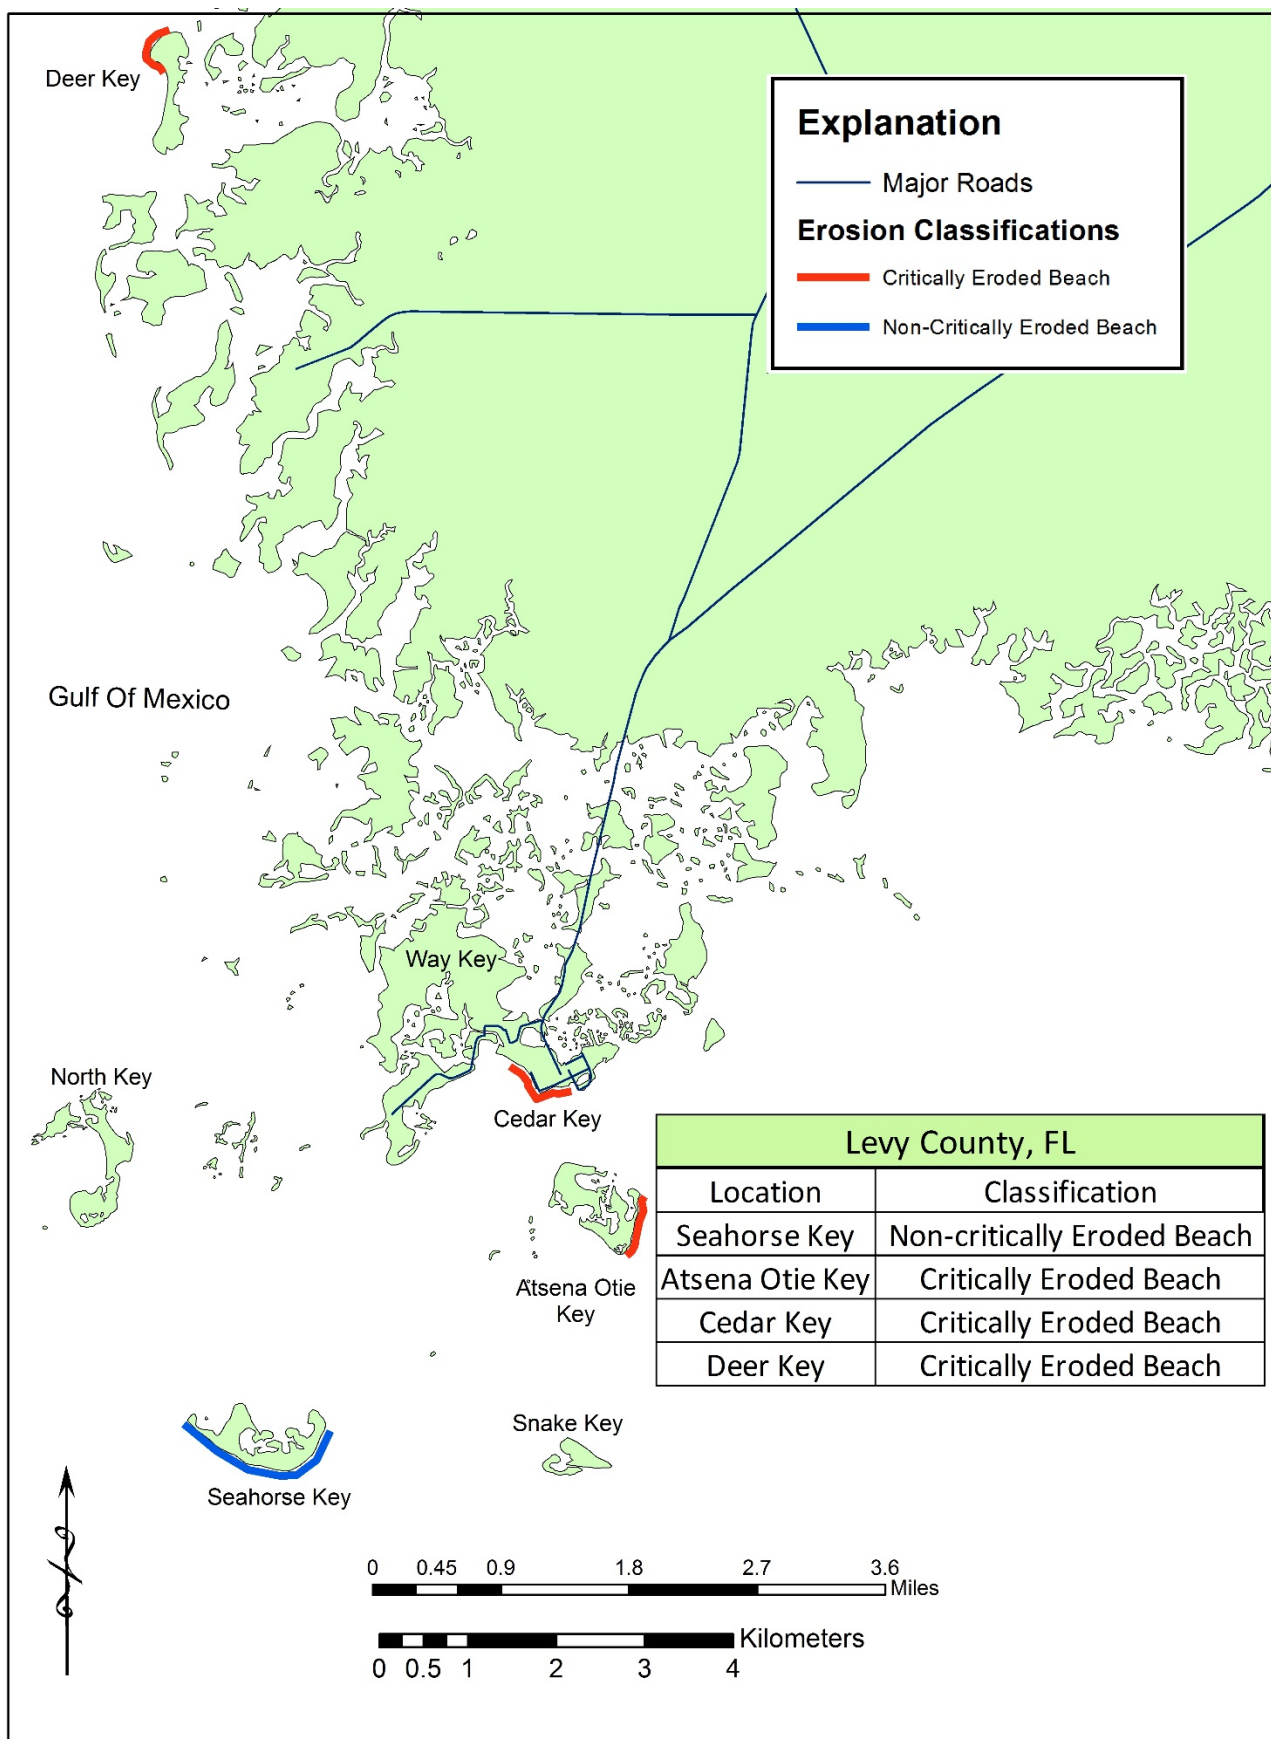 Deer Key
Explanation
Major Roads
Erosion Classifications
Critically Eroded Beach
Non-Critically Eroded Beach
Gulf Of Mexico
Way Key
North Key
Cedar Key
Levy County, FL
Location Classification
Seahorse Key Non-critically Eroded Beach
Atsena Otie Key Critically Eroded Beach
Cedar Key Critically Eroded Beach
Deer Key Critically Eroded Beach
Atsena Otie
Key
Snake Key
Seahorse Key
0 0.45 0.9 1.8 2.7 3.6
Miles
Kilometers
0 0.5 1 2 3 4